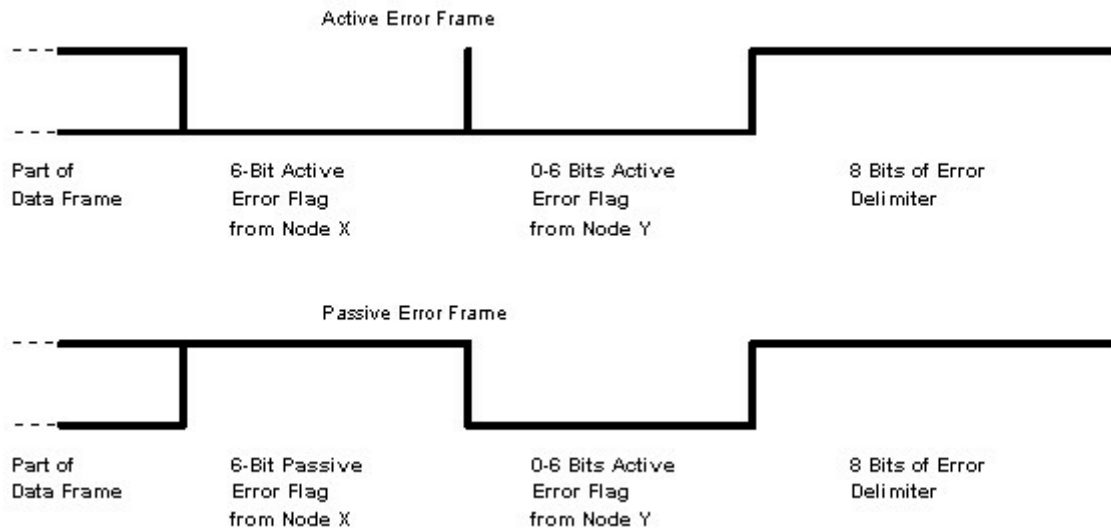 Active Error Frame
Part of
Data Frame
6-Bit Active
Error Flag
from Node X
0-6 Bits Active
Error Flag
from Node Y
8 Bits of Error
Delimiter
Passive Error Frame
Part of
Data Frame
6-Bit Passive
Error Flag
from Node X
0-6 Bits Active
Error Flag
from Node Y
8 Bits of Error
Delimiter